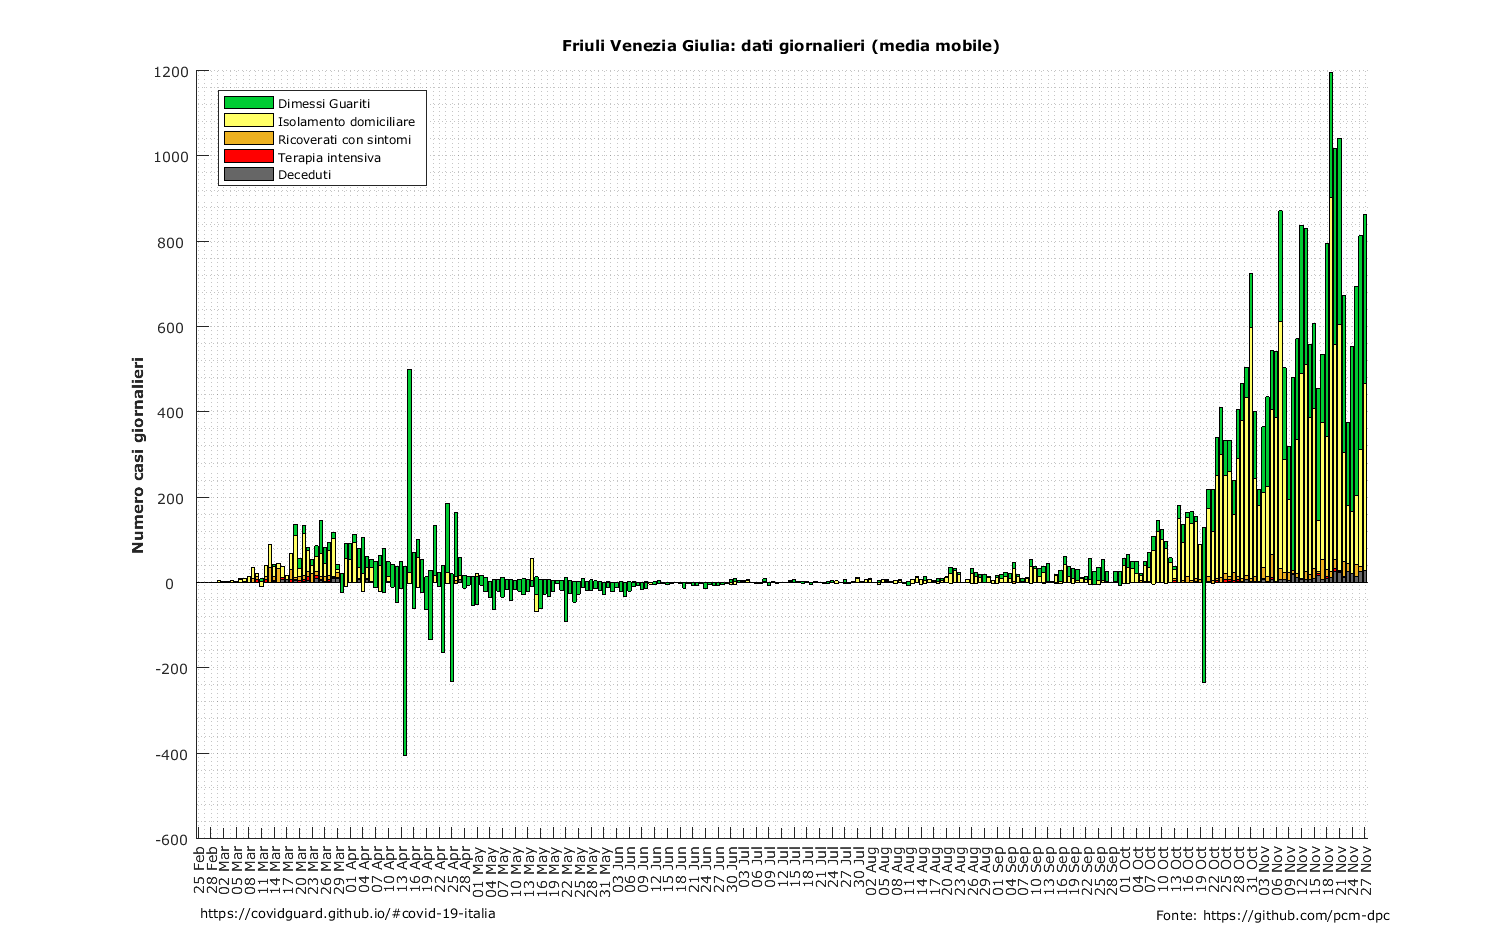 Friuli Venezia Giulia: dati giornalieri (media mobile)
1200
1000
800
600
400
200
0
-200
-400
-600
Dimessi Guariti
Isolamento domiciliare
Ricoverati con sintomi
Terapia intensiva
Deceduti
Numero casi giornalieri
25 Feb
28 Feb
02 Mar
05 Mar
08 Mar
11 Mar
14 Mar
17 Mar
20 Mar
23 Mar
26 Mar
29 Mar
01 Apr
04 Apr
07 Apr
10 Apr
13 Apr
16 Apr
19 Apr
22 Apr
25 Apr
28 Apr
01 May
04 May
07 May
10 May
13 May
16 May
19 May
22 May
25 May
28 May
31 May
03 Jun
06 Jun
09 Jun
12 Jun
15 Jun
18 Jun
21 Jun
24 Jun
27 Jun
30 Jun
03 Jul
06 Jul
09 Jul
12 Jul
15 Jul
18 Jul
21 Jul
24 Jul
27 Jul
30 Jul
02 Aug
05 Aug
08 Aug
11 Aug
14 Aug
17 Aug
20 Aug
23 Aug
26 Aug
29 Aug
01 Sep
04 Sep
07 Sep
10 Sep
13 Sep
16 Sep
19 Sep
22 Sep
25 Sep
28 Sep
01 Oct
04 Oct
07 Oct
10 Oct
13 Oct
16 Oct
19 Oct
22 Oct
25 Oct
28 Oct
31 Oct
03 Nov
06 Nov
09 Nov
12 Nov
15 Nov
18 Nov
21 Nov
24 Nov
27 Nov
https://covidguard.github.io/#covid-19-italia
Fonte: https://github.com/pcm-dpc